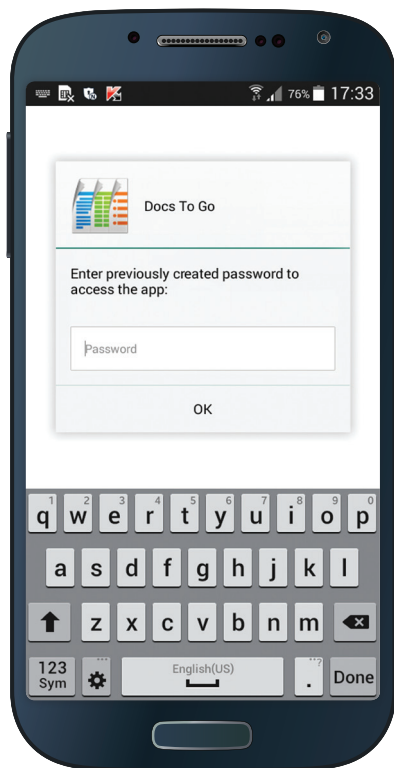 76% 17:33
Docs To Go
Enter previously created password to
access the app:
Password
OK
1 2 3 4 5 6 7 8 9 0
q w e r t y u i o p
a s d f g h j k l
z x c v b n m
123
Sym
...
English(US)
...?
.
Done